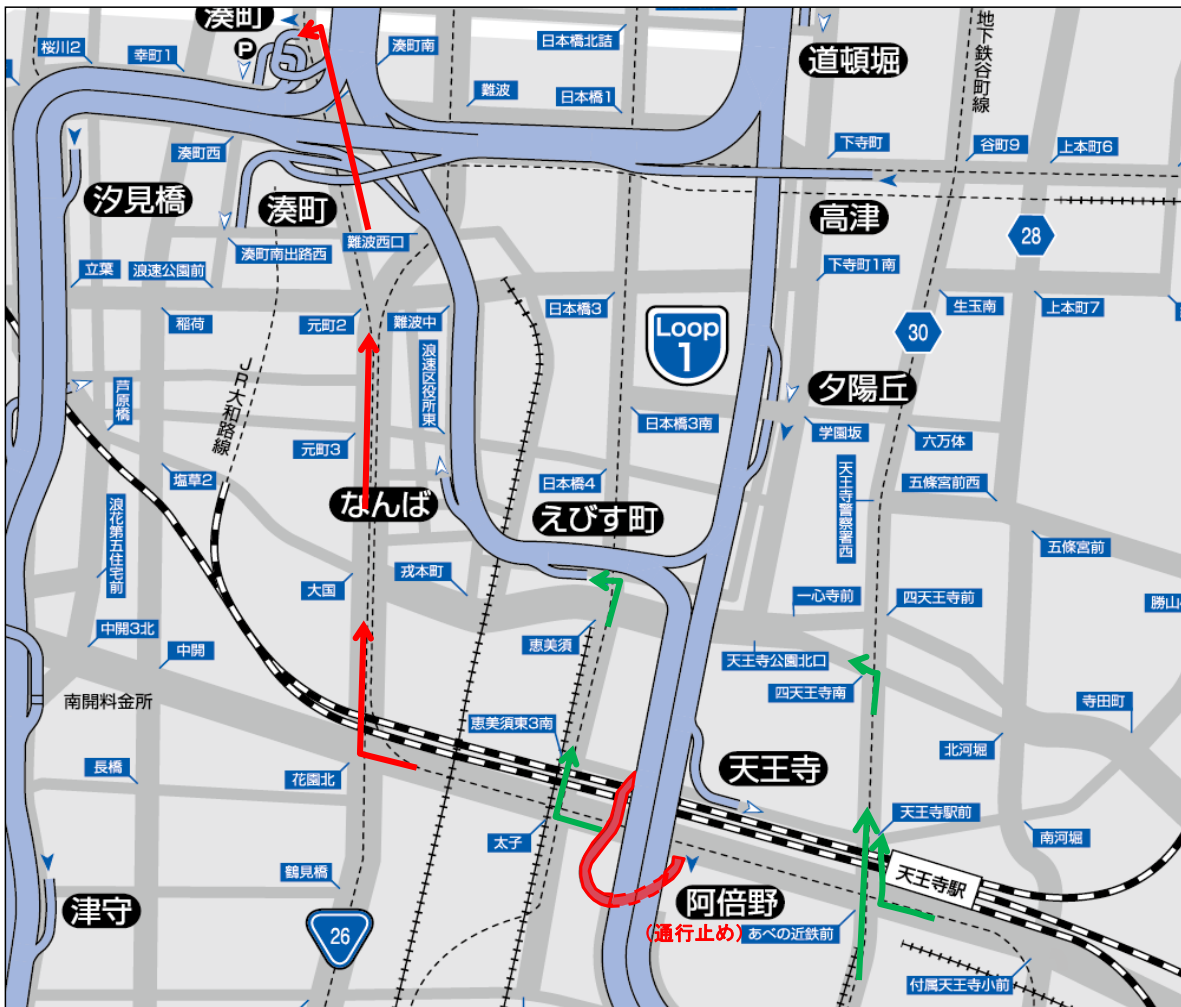 湊町
P
桜川2
幸町1
湊町南
日本橋北詰
道頓堀
地下鉄谷町線
難波
日本橋1
湊町西
下寺町
谷町9
上本町6
汐見橋
湊町
高津
28
難波西口
湊町南出路西
立葉
浪速公園前
下寺町1南
生玉南
上本町7
日本橋3
稲荷
元町2
難波中
Loop
1
30
JR大和路線
芦原橋
浪速区役所東
夕陽丘
日本橋3南
学園坂
六万体
元町3
塩草2
なんば
日本橋4
えびす町
天王寺警察署西
五條宮前西
浪花第五住宅前
五條宮前
大国
戎本町
一心寺前
四天王寺前
勝山
中開3北
中開
恵美須
天王寺公園北口
四天王寺南
南開料金所
寺田町
恵美須東3南
北河堀
長橋
花園北
天王寺
天王寺駅前
太子
南河堀
鶴見橋
天王寺駅
津守
26
阿倍野
(通行止め)
あべの近鉄前
付属天王寺小前